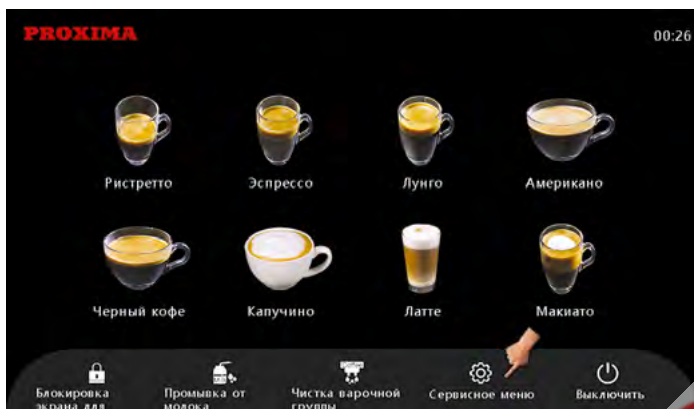 PROXIMA
00:26
Ристретто
Эспрессо
Лунго
Американо
Черный кофе
Капучино
Латте
Макиато
Блокировка
экрана для
Промывка от
молока
Чистка варочной
группы
Сервисное меню
Выключить